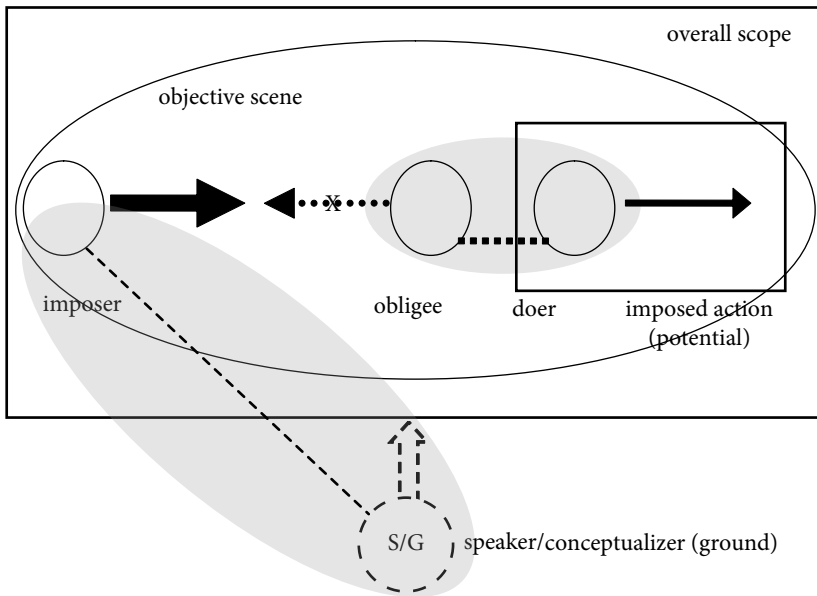 overall scope
objective scene
X
imposer
obligee
doer
imposed action
(potential)
S/G
speaker/conceptualizer (ground)